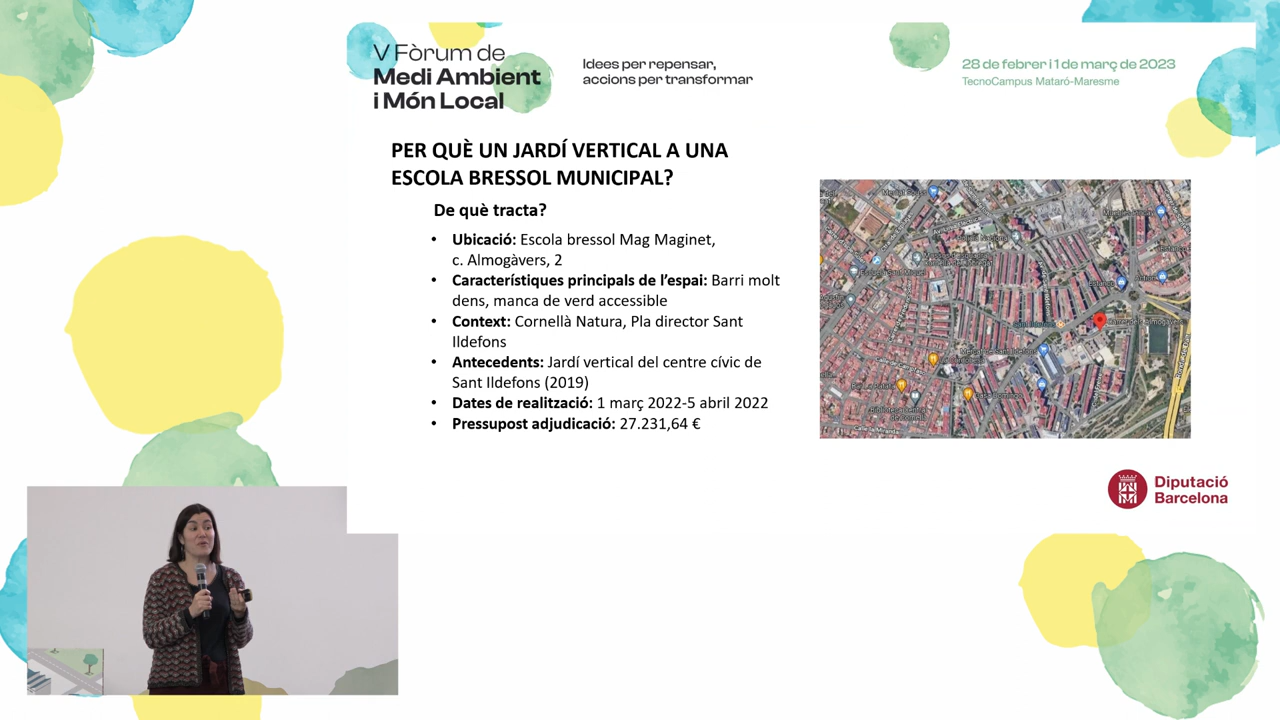 V Fòrum de
Medi Ambient
i Món Local
Idees per repensar,
accions per transformar
28 de febrer i 1 de març de 2023
TecnoCampus Mataró-Maresme
PER QUÈ UN JARDÍ VERTICAL A UNA
ESCOLA BRESSOL MUNICIPAL?
De què tracta?
• Ubicació: Escola bressol Mag Maginet,
c. Almogàvers, 2
• Característiques principals de l'espai: Barri molt
dens, manca de verd accessible
• Context: Cornellà Natura, Pla director Sant
Ildefons
• Antecedents: Jardí vertical del centre cívic de
Sant Ildefons (2019)
• Dates de realització: 1 març 2022-5 abril 2022
• Pressupost adjudicació: 27.231,64 €
Calle la Miranda
Diputació
Barcelona